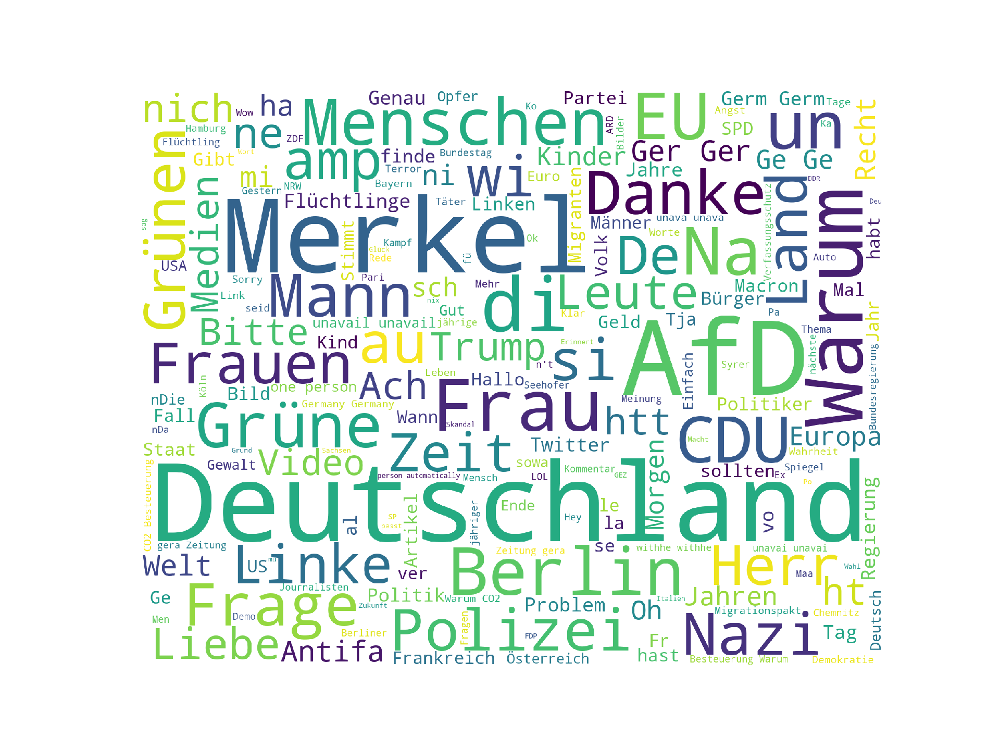 nich
Wow
ha
Menschen
Genau
Opfer
Ko
Partei
ARD
Bilder
EU
Germ Germ
Tage
Angst
SPD
un
Ka
Recht
Hamburg
Flüchtling
ne
ZDF
Grünen
Gibt
Wort
mi
Gestern
NRW
amp
finde
Terror
Bayern
Bundestag
ni
wi
Euro
Kinder
Ger Ger
Jahre
Ge Ge
DDR
Medien
Flüchtlinge
Täter
Linken
Migranten
Danke
Verfassungsschutz
Land
Warum
Deu
habt
sag
Merkel
Stimmt
Kampf
Glück
Rede
fü
Ok
Männer
unava unava
Volk
Worte
De
Na
Auto
USA
Sorry
Link
seid
Mann
Pari
sch
nix
Mehr
Gut
di
Leute
Klar
Bürger
Macron
Mal
Pa
Jahr
Bitte
unavail unavail
jährige
Geld
Tja
Thema
nächste
Bundesregierung
Frauen
Kind
au
Trump
Erinnert
n't
si
AfD
Syrer
Einfach
Köln
one person
Ach
Leben
Hallo
Seehofer
Meinung
Politiker
nDie
Bild
Germany Germany
Fall
nDa
Grüne
Wann
Frau
Skandal
htt
CDU
Macht
Europa
Staat
Grund
Sachsen
Zeit
Twitter
Morgen
Wahrheit
Gewalt
Video
person automatically
Mensch
sowa
LOL
Kommentar
GEZ
sollten
Ex
Spiegel
Po
CO2 Besteuerung
Deutschland
Regierung
al
SP
passt
Artikel
jähriger
Ende
Hey
le
la
vo
gera Zeitung
Welt
Linke
US
mu
ver
Berlin
Zeitung gera
se
withhe withhe
unavai unavai
Herr
Maa
Wahl
Ge
Frage
Journalisten
Politik
Zukunft
Warum CO2
Problem
Oh
Italien
Jahren
ht
Men
Demo
Berliner
Polizei
Fragen
FDP
Migrationspakt
Chemnitz
Deutsch
Liebe
Antifa
Frankreich
Österreich
Fr
hast
Nazi
Tag
Besteuerung Warum
Demokratie